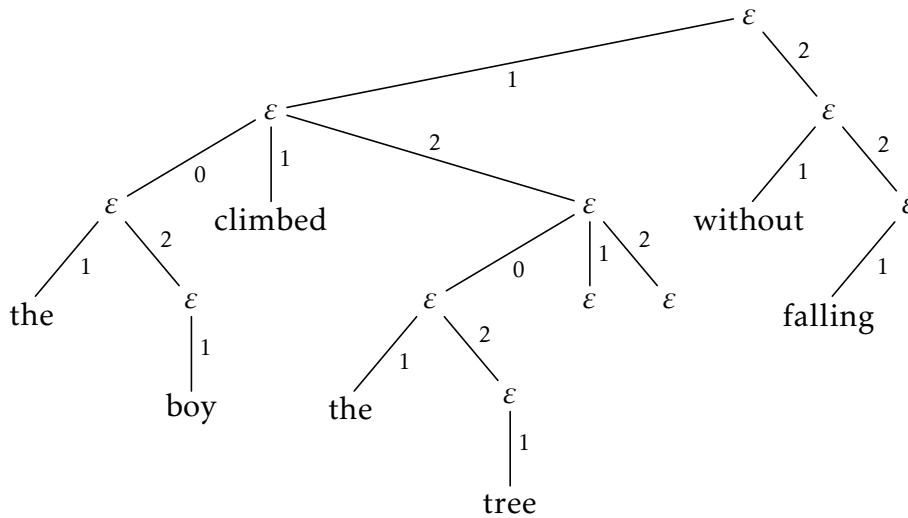 ε
1 2
ε ε
0 1 2 1 2
ε climbed ε without ε
1 2 0 1 2 1
the ε ε ε ε falling
1 1 2
boy the ε
1
tree